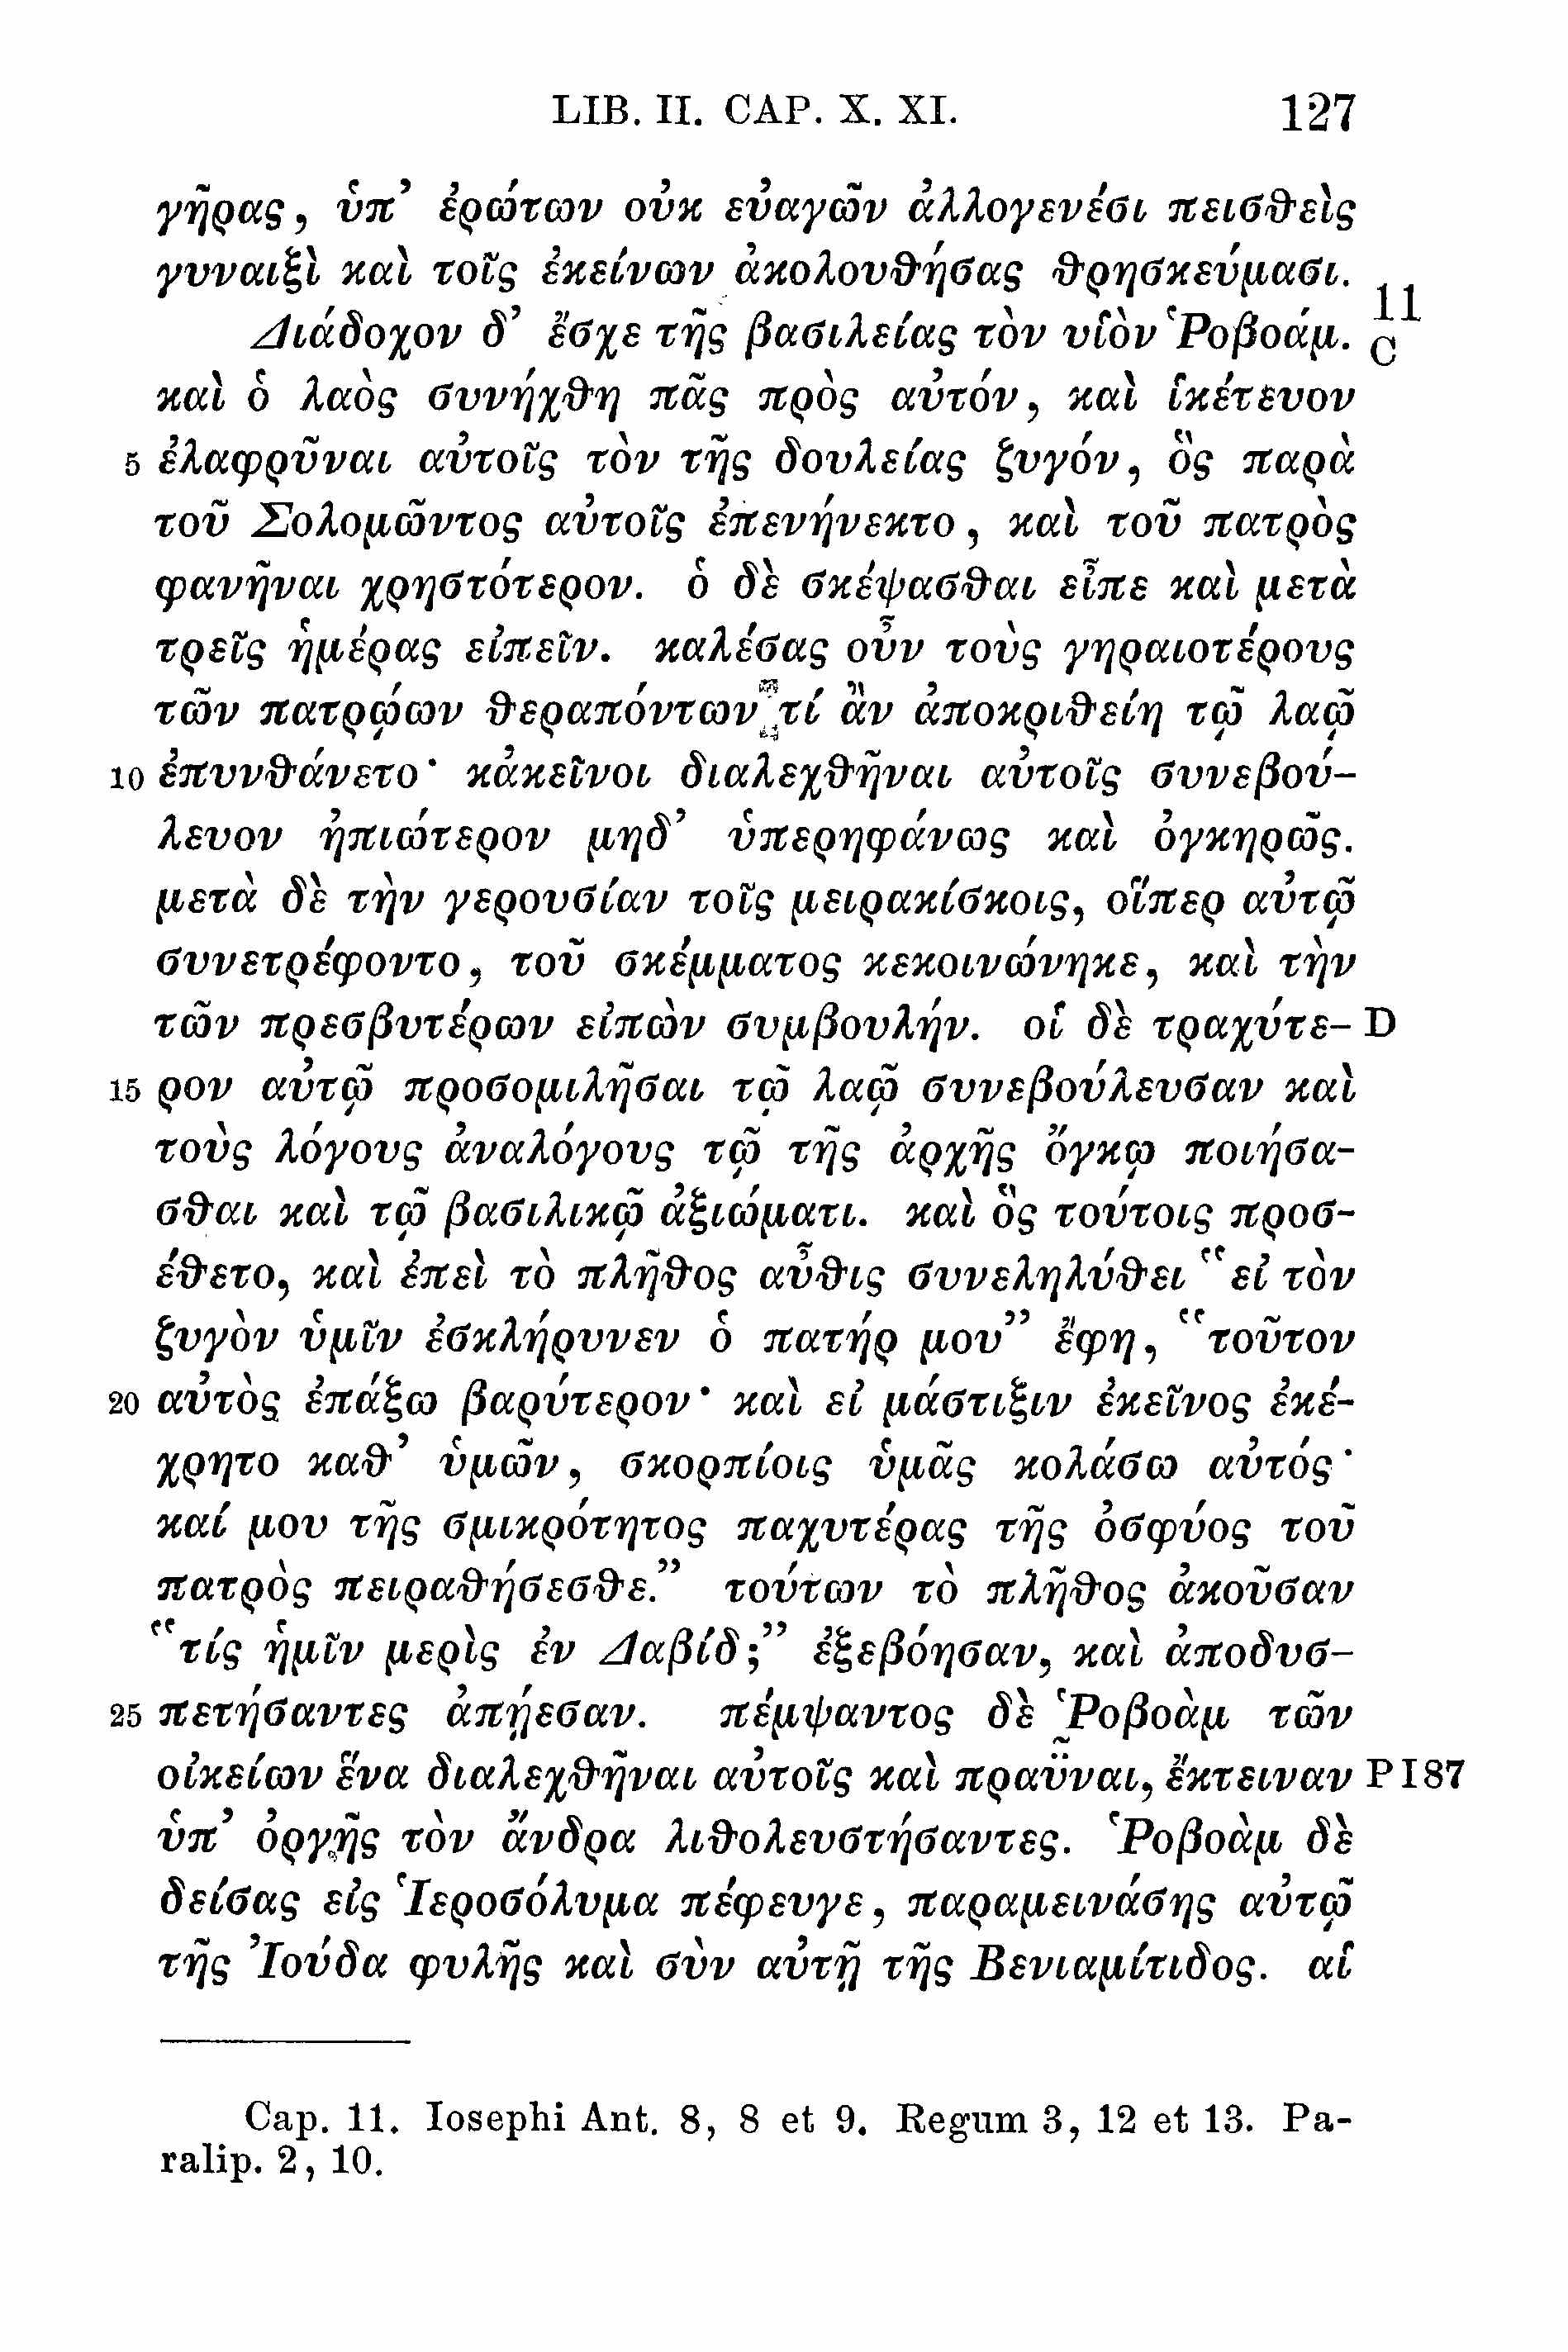 LIB. II. CAP. X. XI. 127
γῆρας, ὑπ’ ἐρώτων οὐκ εὐαγῶν ἀλλογενέσι πεισθεὶς
γυναιξὶ καὶ τοῖς ἐκείνων ἀκολουθήσας θρησκεύμασι.
Διάδοχον δ’ ἔσχε τῆς βασιλείας τὸν υἱὸν Ῥοβοάμ. 11 C
καὶ ὁ λαὸς συνήχθη πᾶς πρὸς αὐτόν, καὶ ἱκέτευον
5 ἐλαφρῦναι αὐτοῖς τὸν τῆς δουλείας ζυγόν, ὃς παρὰ
τοῦ Σολομῶντος αὐτοῖς ἐπενήνεκτο, καὶ τοῦ πατρὸς
φανῆναι χρηστότερον. ὁ δὲ σκέψασθαι εἶπε καὶ μετὰ
τρεῖς ἡμέρας εἰπεῖν. καλέσας οὖν τοὺς γηραιοτέρους
τῶν πατρῴων θεραπόντων τί ἂν ἀποκριθείη τῷ λαῷ
10 ἐπυνθάνετο· κἀκεῖνοι διαλεχθῆναι αὐτοῖς συνεβού-
λευον ἠπιώτερον μηδ’ ὑπερηφάνως καὶ ὀγκηρῶς.
μετὰ δὲ τὴν γερουσίαν τοῖς μειρακίσκοις, οἵπερ αὐτῷ
συνετρέφοντο, τοῦ σκέμματος κεκοινώνηκε, καὶ τὴν
τῶν πρεσβυτέρων εἰπὼν συμβουλήν. οἱ δὲ τραχύτε- D
15 ρον αὐτῷ προσομιλῆσαι τῷ λαῷ συνεβούλευσαν καὶ
τοὺς λόγους ἀναλόγους τῷ τῆς ἀρχῆς ὄγκῳ ποιήσα-
σθαι καὶ τῷ βασιλικῷ ἀξιώματι. καὶ ὃς τούτοις προσ-
έθετο, καὶ ἐπεὶ τὸ πλῆθος αὖθις συνεληλύθει “εἰ τὸν
ζυγὸν ὑμῖν ἐσκλήρυνεν ὁ πατήρ μου” ἔφη, “τοῦτον
20 αὐτὸς ἐπάξω βαρύτερον· καὶ εἰ μάστιξιν ἐκεῖνος ἐκέ-
χρητο καθ’ ὑμῶν, σκορπίοις ὑμᾶς κολάσω αὐτός·
καί μου τῆς σμικρότητος παχυτέρας τῆς ὀσφύος τοῦ
πατρὸς πειραθήσεσθε.” τούτων τὸ πλῆθος ἀκοῦσαν
“τίς ἡμῖν μερὶς ἐν Δαβίδ;” ἐξεβόησαν, καὶ ἀποδυσ-
25 πετήσαντες ἀπῄεσαν. πέμψαντος δὲ Ῥοβοὰμ τῶν
οἰκείων ἕνα διαλεχθῆναι αὐτοῖς καὶ πραῧναι, ἔκτειναν P I 87
ὑπ’ ὀργῆς τὸν ἄνδρα λιθολευστήσαντες. Ῥοβοὰμ δὲ
δείσας εἰς Ἱεροσόλυμα πέφευγε, παραμεινάσης αὐτῷ
τῆς Ἰούδα φυλῆς καὶ σὺν αὐτῇ τῆς Βενιαμίτιδος. αἱ
Cap. 11. Iosephi Ant. 8, 8 et 9. Regum 3, 12 et 13. Pa-
ralip. 2, 10.